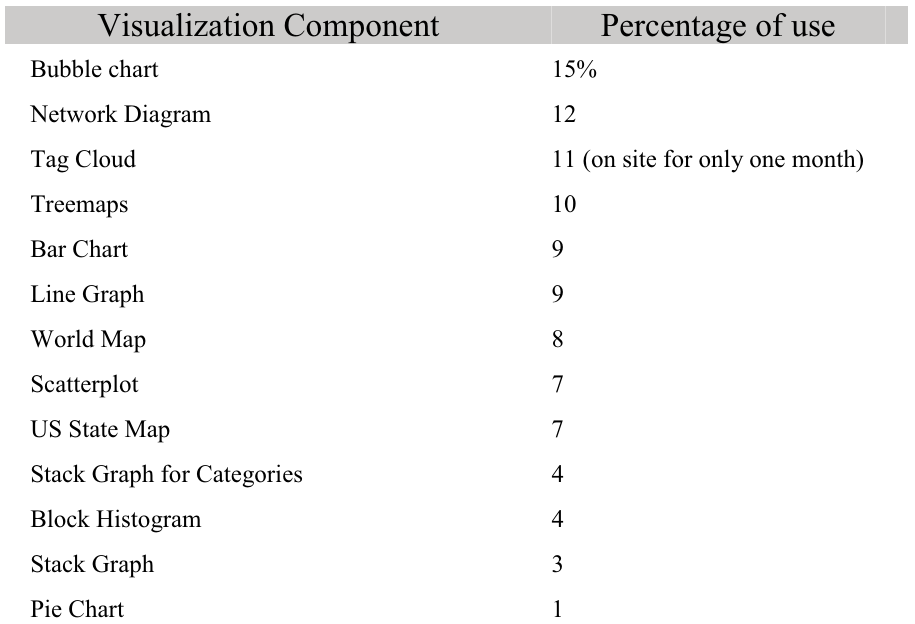 Visualization Component Percentage of use
Bubble chart 15%
Network Diagram 12
Tag Cloud 11 (on site for only one month)
Treemaps 10
Bar Chart 9
Line Graph 9
World Map 8
Scatterplot 7
US State Map 7
Stack Graph for Categories 4
Block Histogram 4
Stack Graph 3
Pie Chart 1